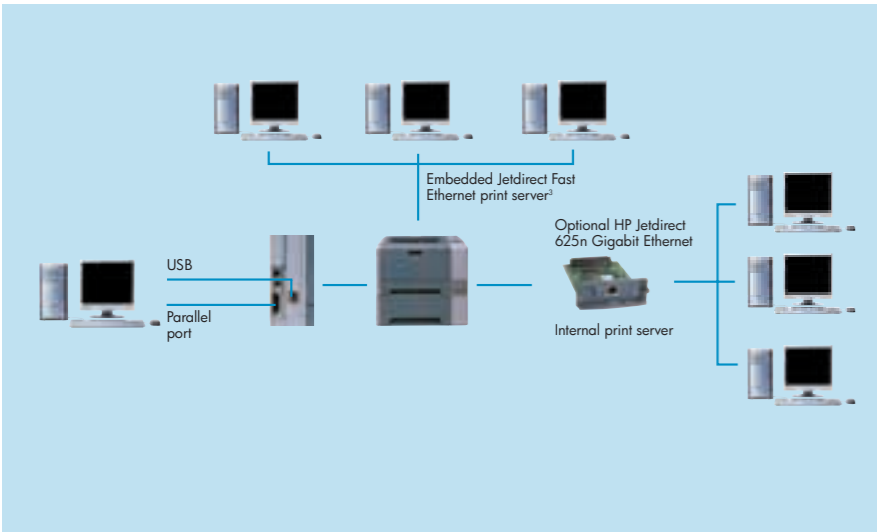 Embedded Jetdirect Fast
Ethernet print server³
Optional HP Jetdirect
625n Gigabit Ethernet
USB
Parallel
port
Internal print server